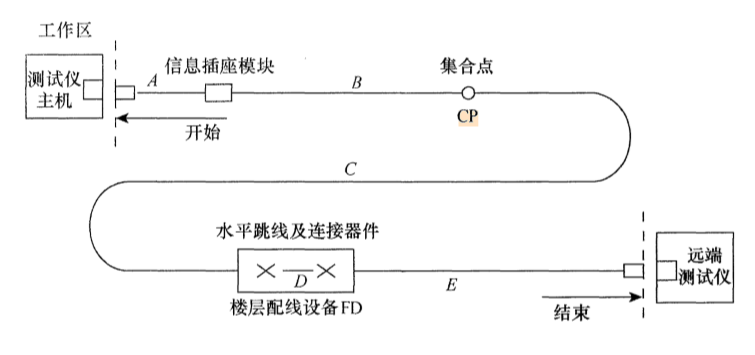 工作区
测试仪
主机
A
信息插座模块
B
集合点
CP
开始
C
水平跳线及连接器件
D
楼层配线设备FD
E
结束
远端
测试仪